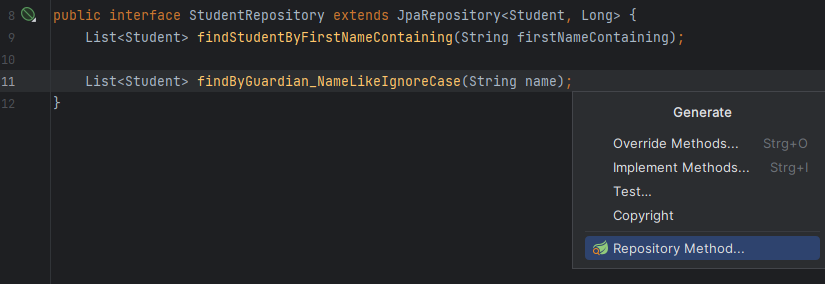 8 public interface StudentRepository extends JpaRepository<Student, Long> {
9 List<Student> findStudentByFirstNameContaining(String firstNameContaining);
10
11 List<Student> findByGuardian_NameLikeIgnoreCase(String name);
12 }
Generate
Override Methods... Strg+O
Implement Methods... Strg+I
Test...
Copyright
Repository Method...